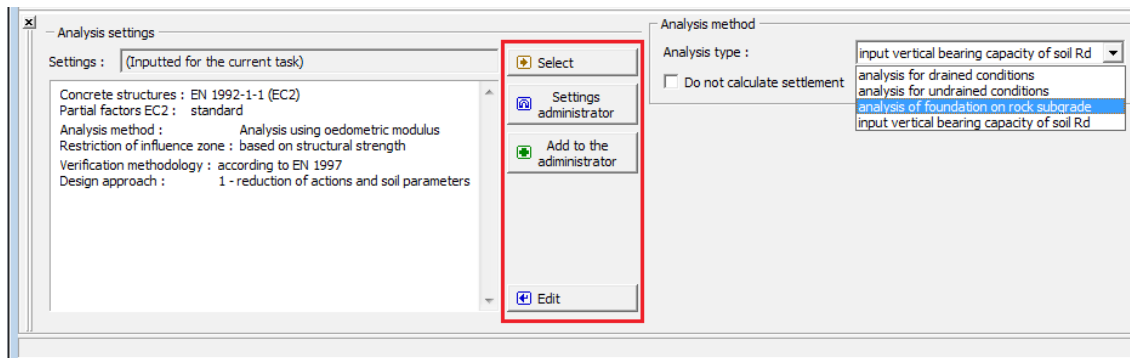 Analysis settings
Settings : (Inputted for the current task)
Concrete structures : EN 1992-1-1 (EC2)
Partial factors EC2 : standard
Analysis method : Analysis using oedometric modulus
Restriction of influence zone : based on structural strength
Verification methodology : according to EN 1997
Design approach : 1 - reduction of actions and soil parameters
Select
Settings
administrator
Add to the
adiministrator
Edit
Analysis method
Analysis type : input vertical bearing capacity of soil Rd
Do not calculate settlement
analysis for drained conditions
analysis for undrained conditions
analysis of foundation on rock subgrade
input vertical bearing capacity of soil Rd